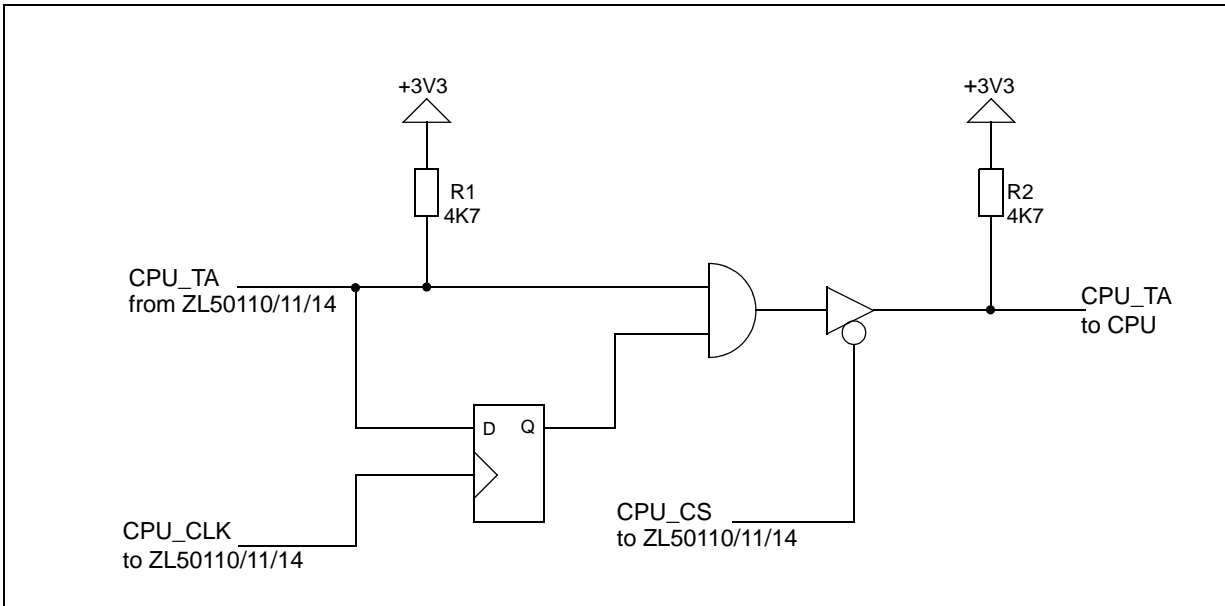 +3V3
+3V3
R1
4K7
R2
4K7
CPU_TA
from ZL50110/11/14
CPU_TA
to CPU
D
Q
CPU_CLK
to ZL50110/11/14
CPU_CS
to ZL50110/11/14